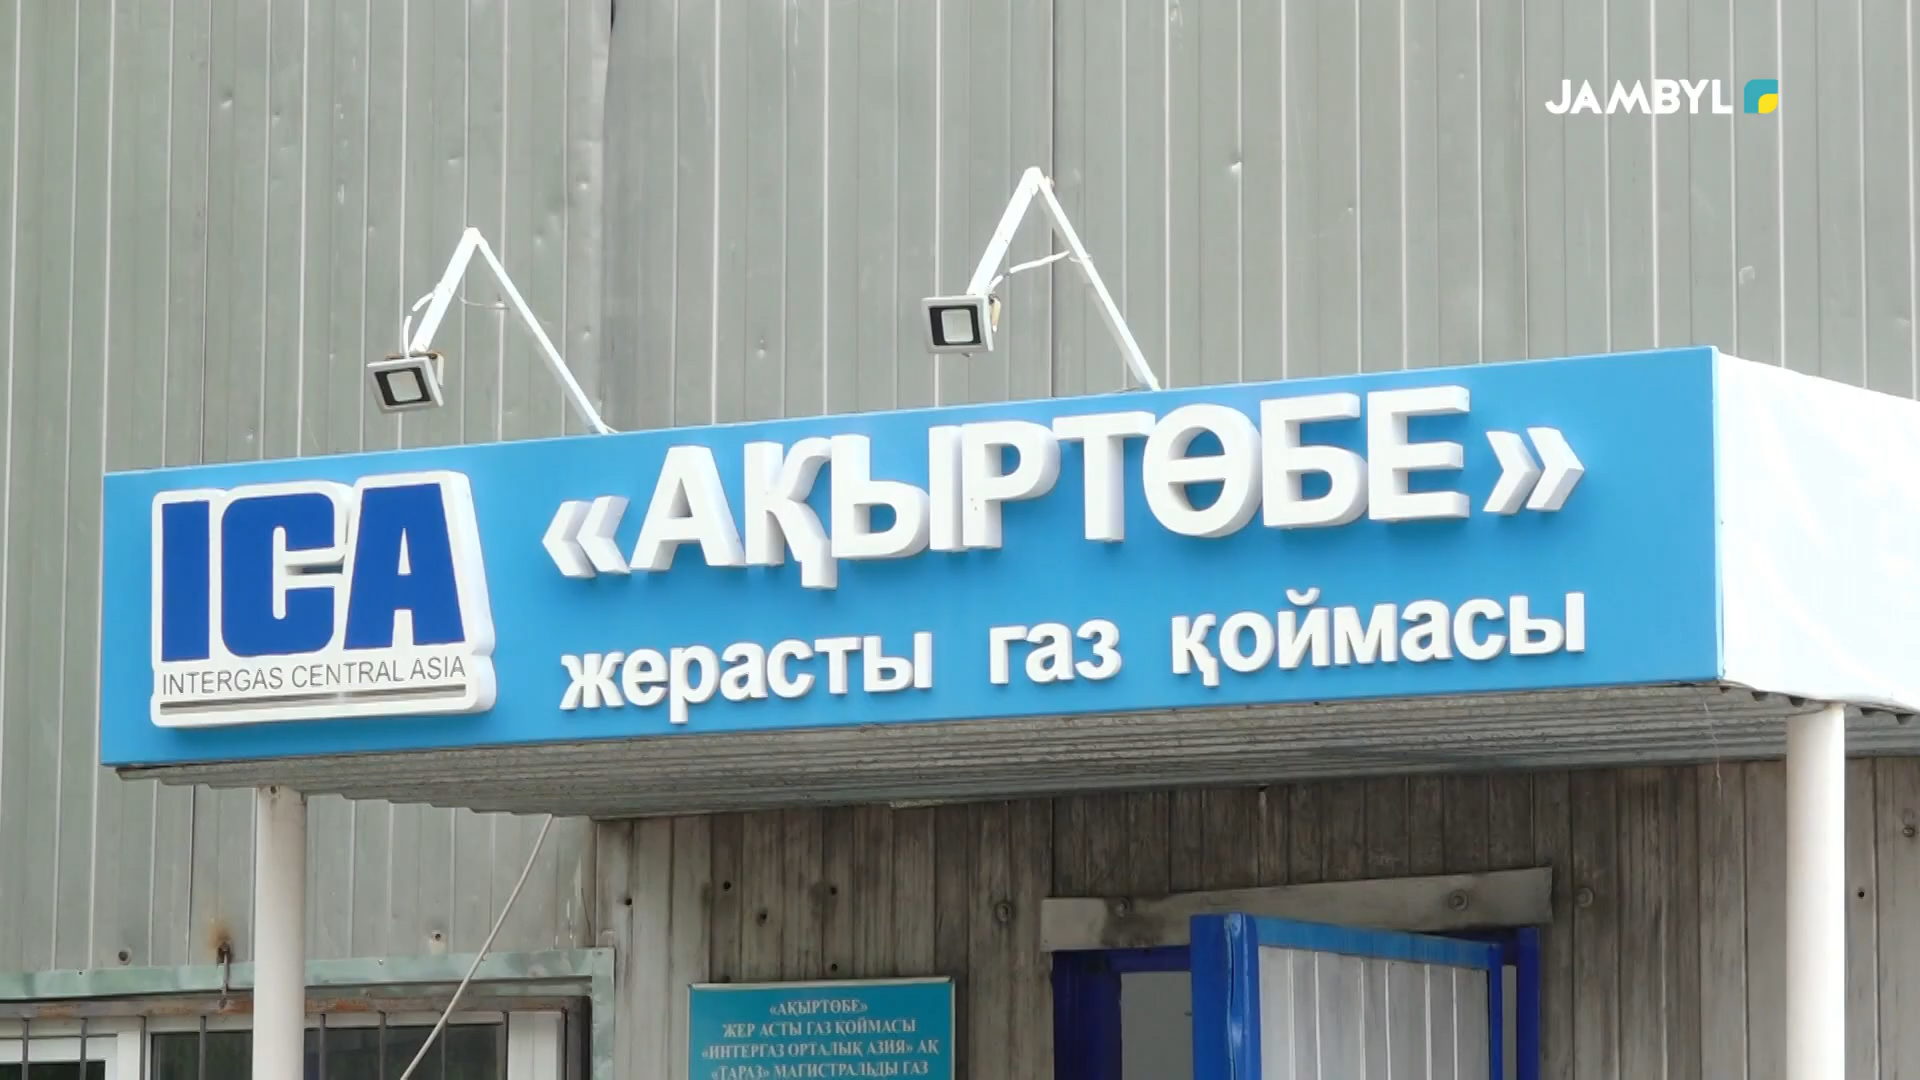 JAMBYL
«АҚЫРТӨБЕ»
ICA
INTERGAS CENTRAL ASIA
жерасты газ қоймасы
«АҚЫРТӨБЕ»
ЖЕР АСТЫ ГАЗ ҚОЙМАСЫ
«ИНТЕРГАЗ ОРТАЛЫҚ АЗИЯ» АҚ
«ТАРАЗ» МАГИСТРАЛЬДЫ ГАЗ